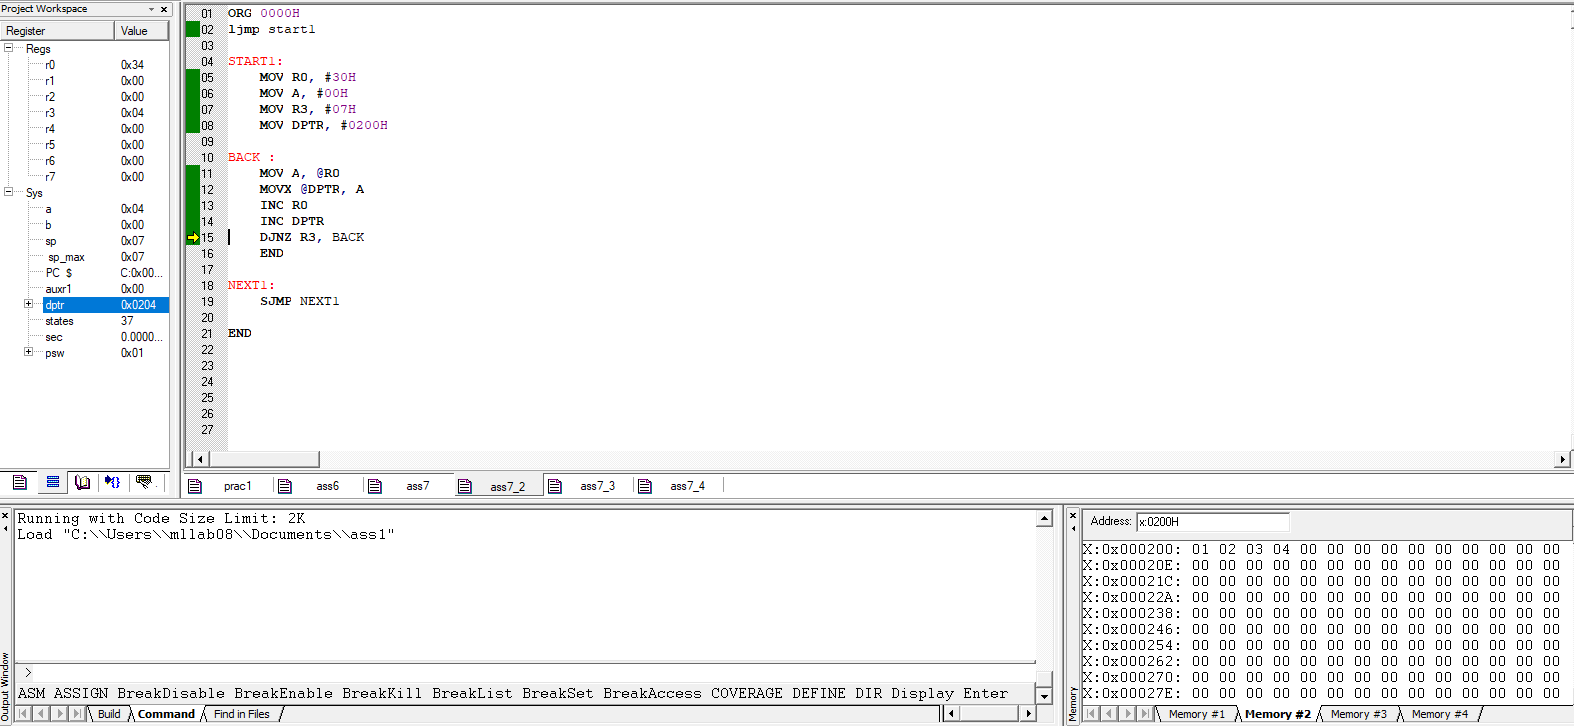 Project Workspace
Register Value
Regs
r0 0x34
r1 0x00
r2 0x00
r3 0x04
r4 0x00
r5 0x00
r6 0x00
r7 0x00
Sys
a 0x04
b 0x00
sp 0x07
sp_max 0x07
PC $ C:0x00...
auxr1 0x00
dptr 0x0204
states 37
sec 0.0000...
psw 0x01
01 ORG 0000H
02 ljmp start1
03
04 START1:
05 MOV R0, #30H
06 MOV A, #00H
07 MOV R3, #07H
08 MOV DPTR, #0200H
09
10 BACK :
11 MOV A, @R0
12 MOVX @DPTR, A
13 INC R0
14 INC DPTR
15 DJNZ R3, BACK
16 END
17
18 NEXT1:
19 SJMP NEXT1
20
21 END
22
23
24
25
26
27
prac1 ass6 ass7 ass7_2 ass7_3 ass7_4
Running with Code Size Limit: 2K
Load "C:\\Users\\mllab08\\Documents\\ass1"
>
ASM ASSIGN BreakDisable BreakEnable BreakKill BreakList BreakSet BreakAccess COVERAGE DEFINE DIR Display Enter
Build Command Find in Files
Output Window
Address: x:0200H
X:0x000200: 01 02 03 04 00 00 00 00 00 00 00 00 00 00
X:0x00020E: 00 00 00 00 00 00 00 00 00 00 00 00 00 00
X:0x00021C: 00 00 00 00 00 00 00 00 00 00 00 00 00 00
X:0x00022A: 00 00 00 00 00 00 00 00 00 00 00 00 00 00
X:0x000238: 00 00 00 00 00 00 00 00 00 00 00 00 00 00
X:0x000246: 00 00 00 00 00 00 00 00 00 00 00 00 00 00
X:0x000254: 00 00 00 00 00 00 00 00 00 00 00 00 00 00
X:0x000262: 00 00 00 00 00 00 00 00 00 00 00 00 00 00
X:0x000270: 00 00 00 00 00 00 00 00 00 00 00 00 00 00
X:0x00027E: 00 00 00 00 00 00 00 00 00 00 00 00 00 00
Memory #1 Memory #2 Memory #3 Memory #4
Memory